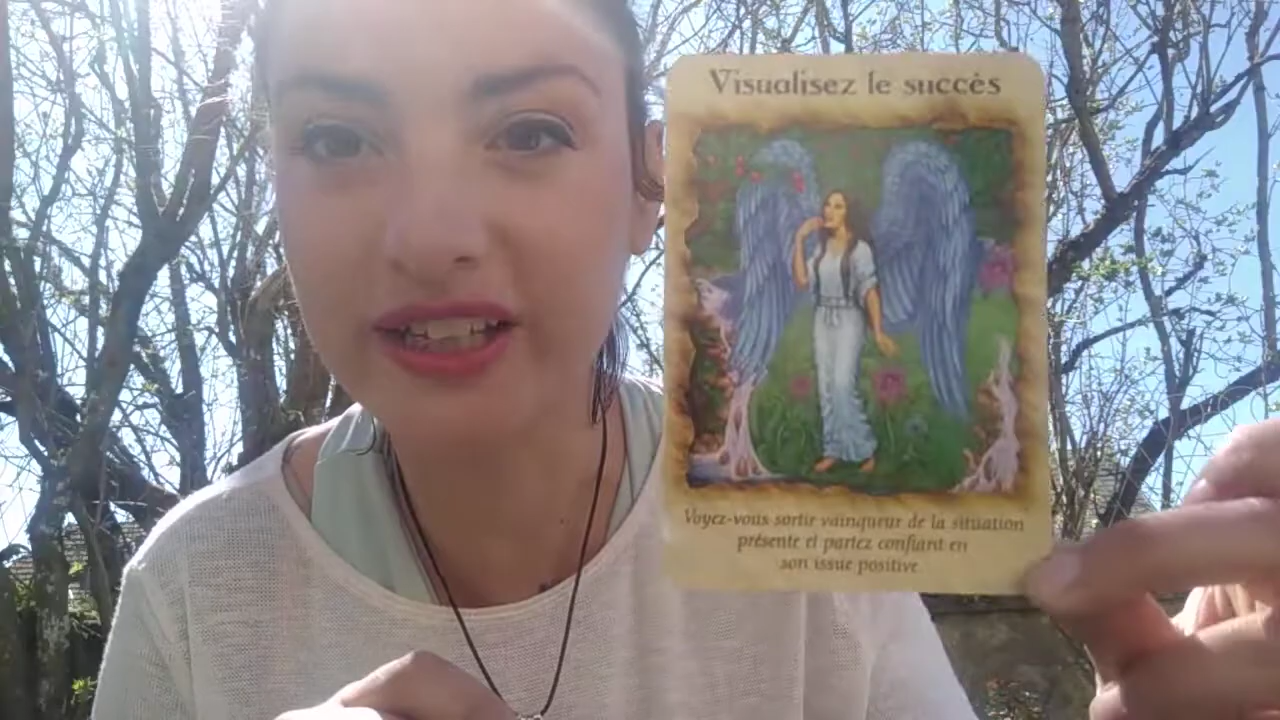 Visualisez le succès
Voyez-vous sortir vainqueur de la situation
présente et partez confiant en
son issue positive